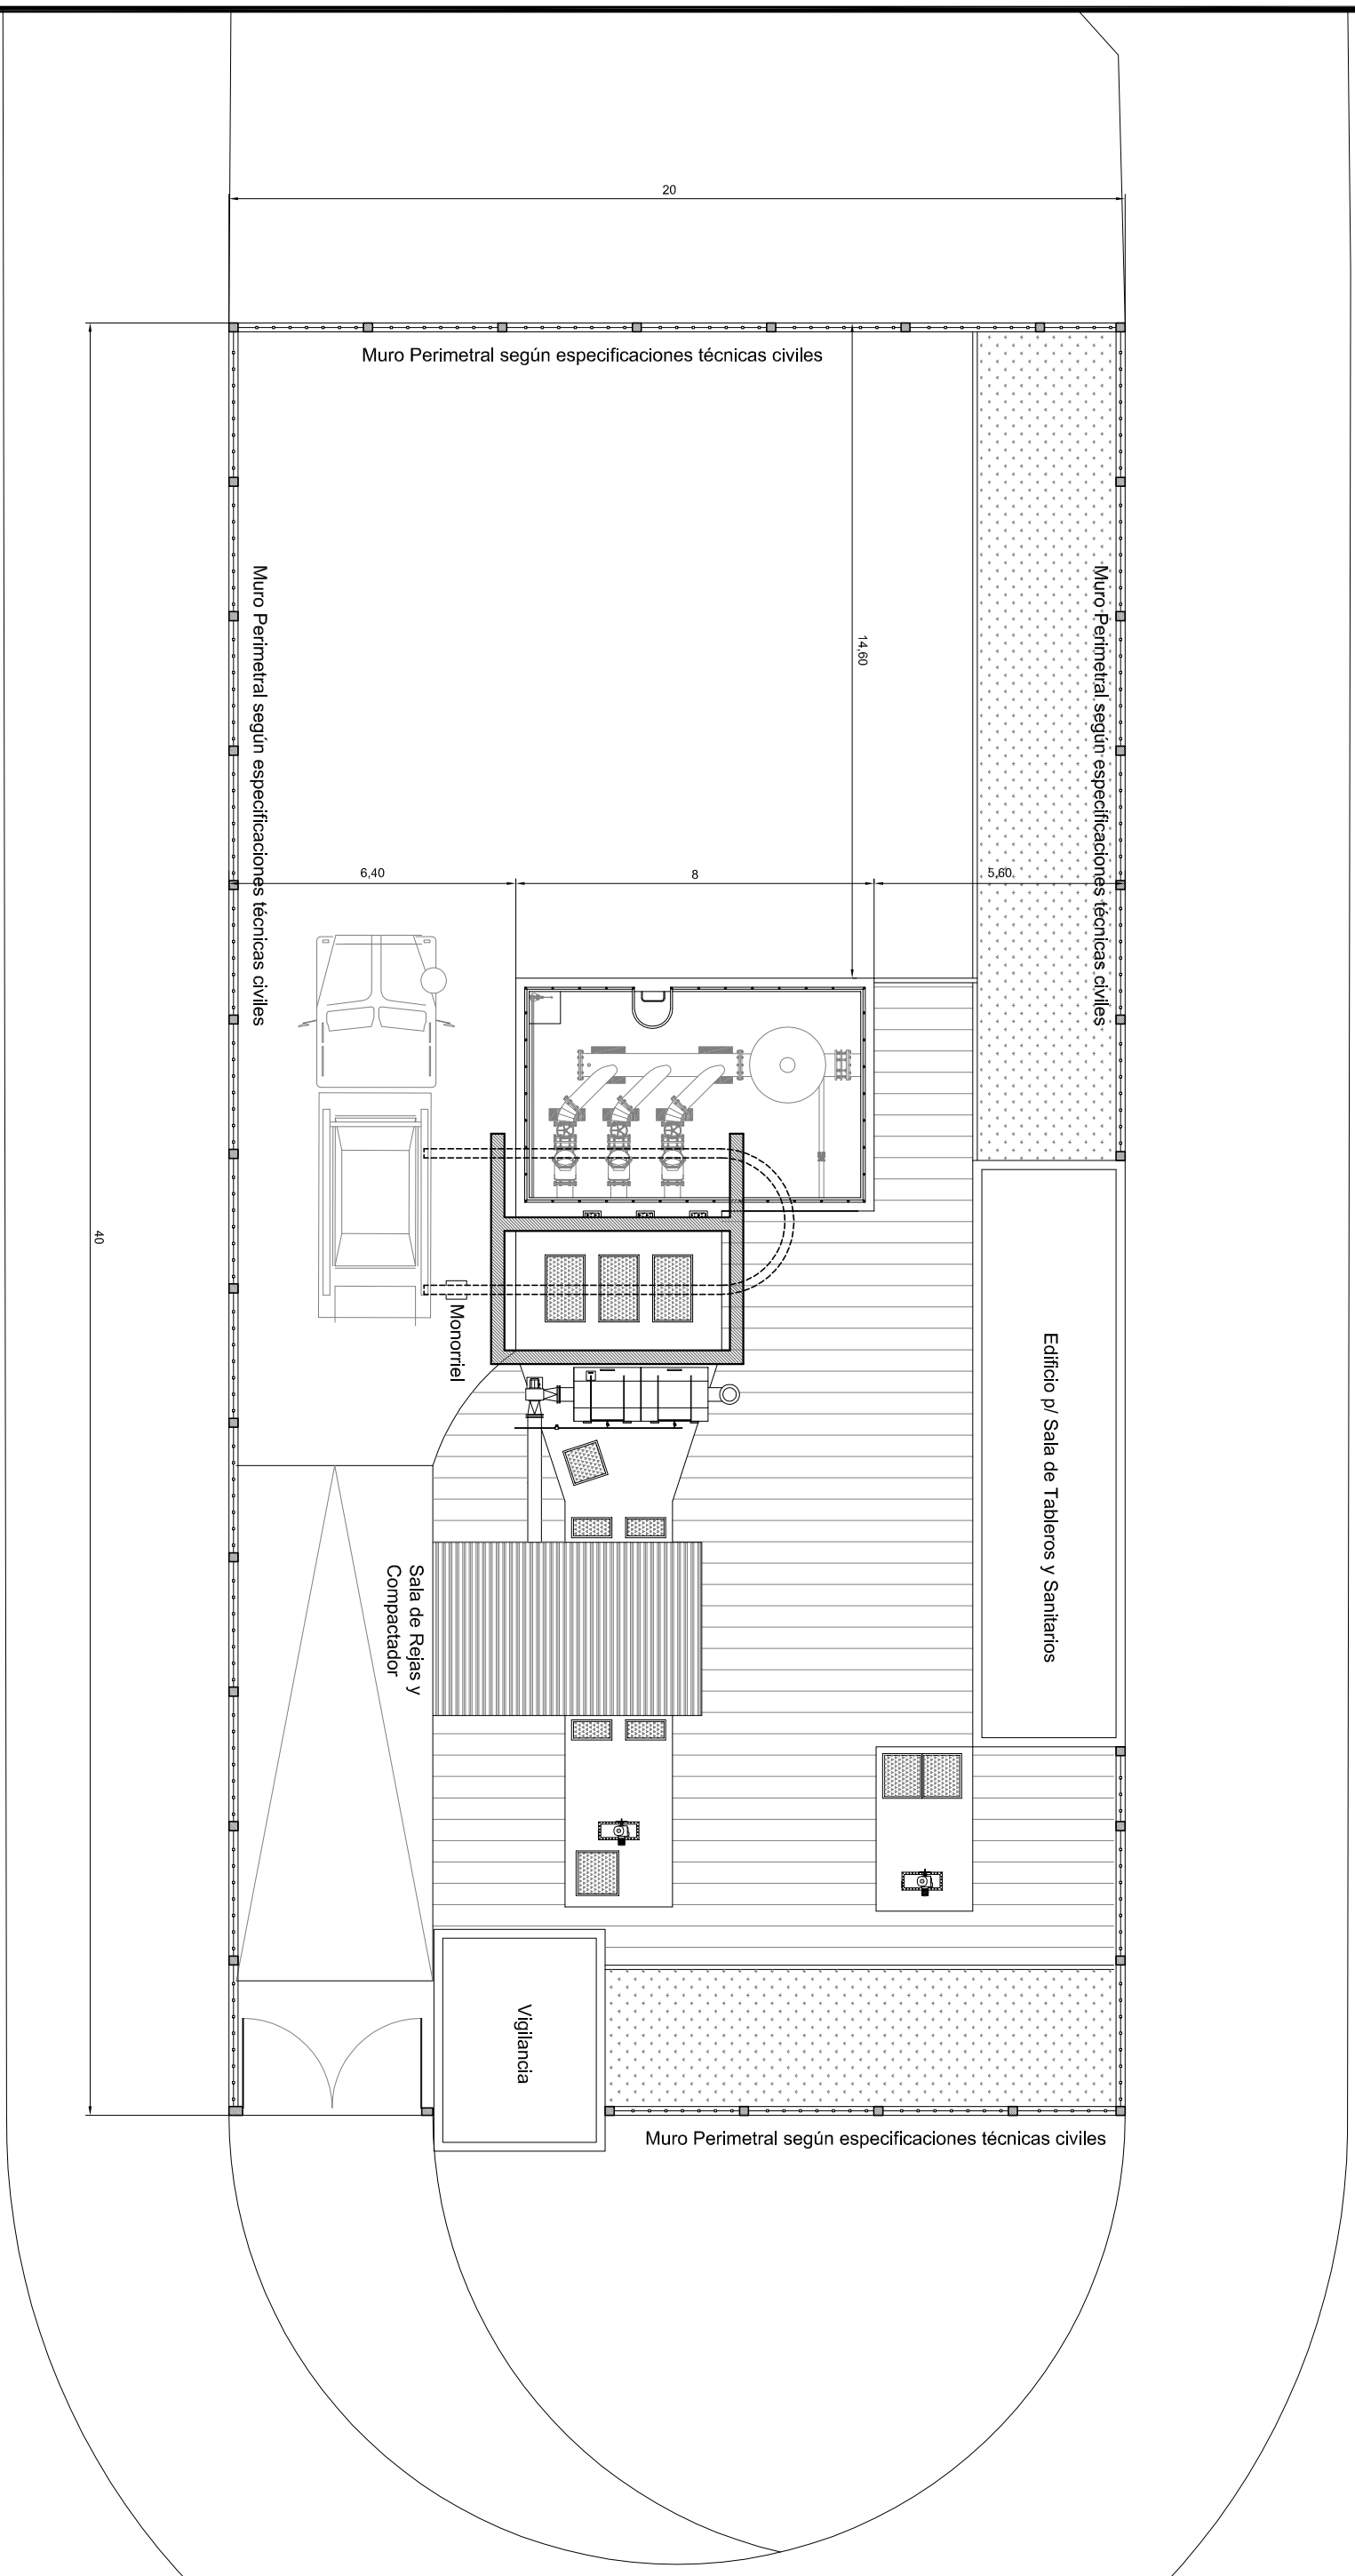 20
Muro Perimetral según especificaciones técnicas civiles
Muro Perimetral según especificaciones técnicas civiles
Muro Perimetral según especificaciones técnicas civiles
14,60
6,40
8
5,60
40
Monorriel
Edificio p/ Sala de Tableros y Sanitarios
Sala de Rejas y
Compactador
Vigilancia
Muro Perimetral según especificaciones técnicas civiles